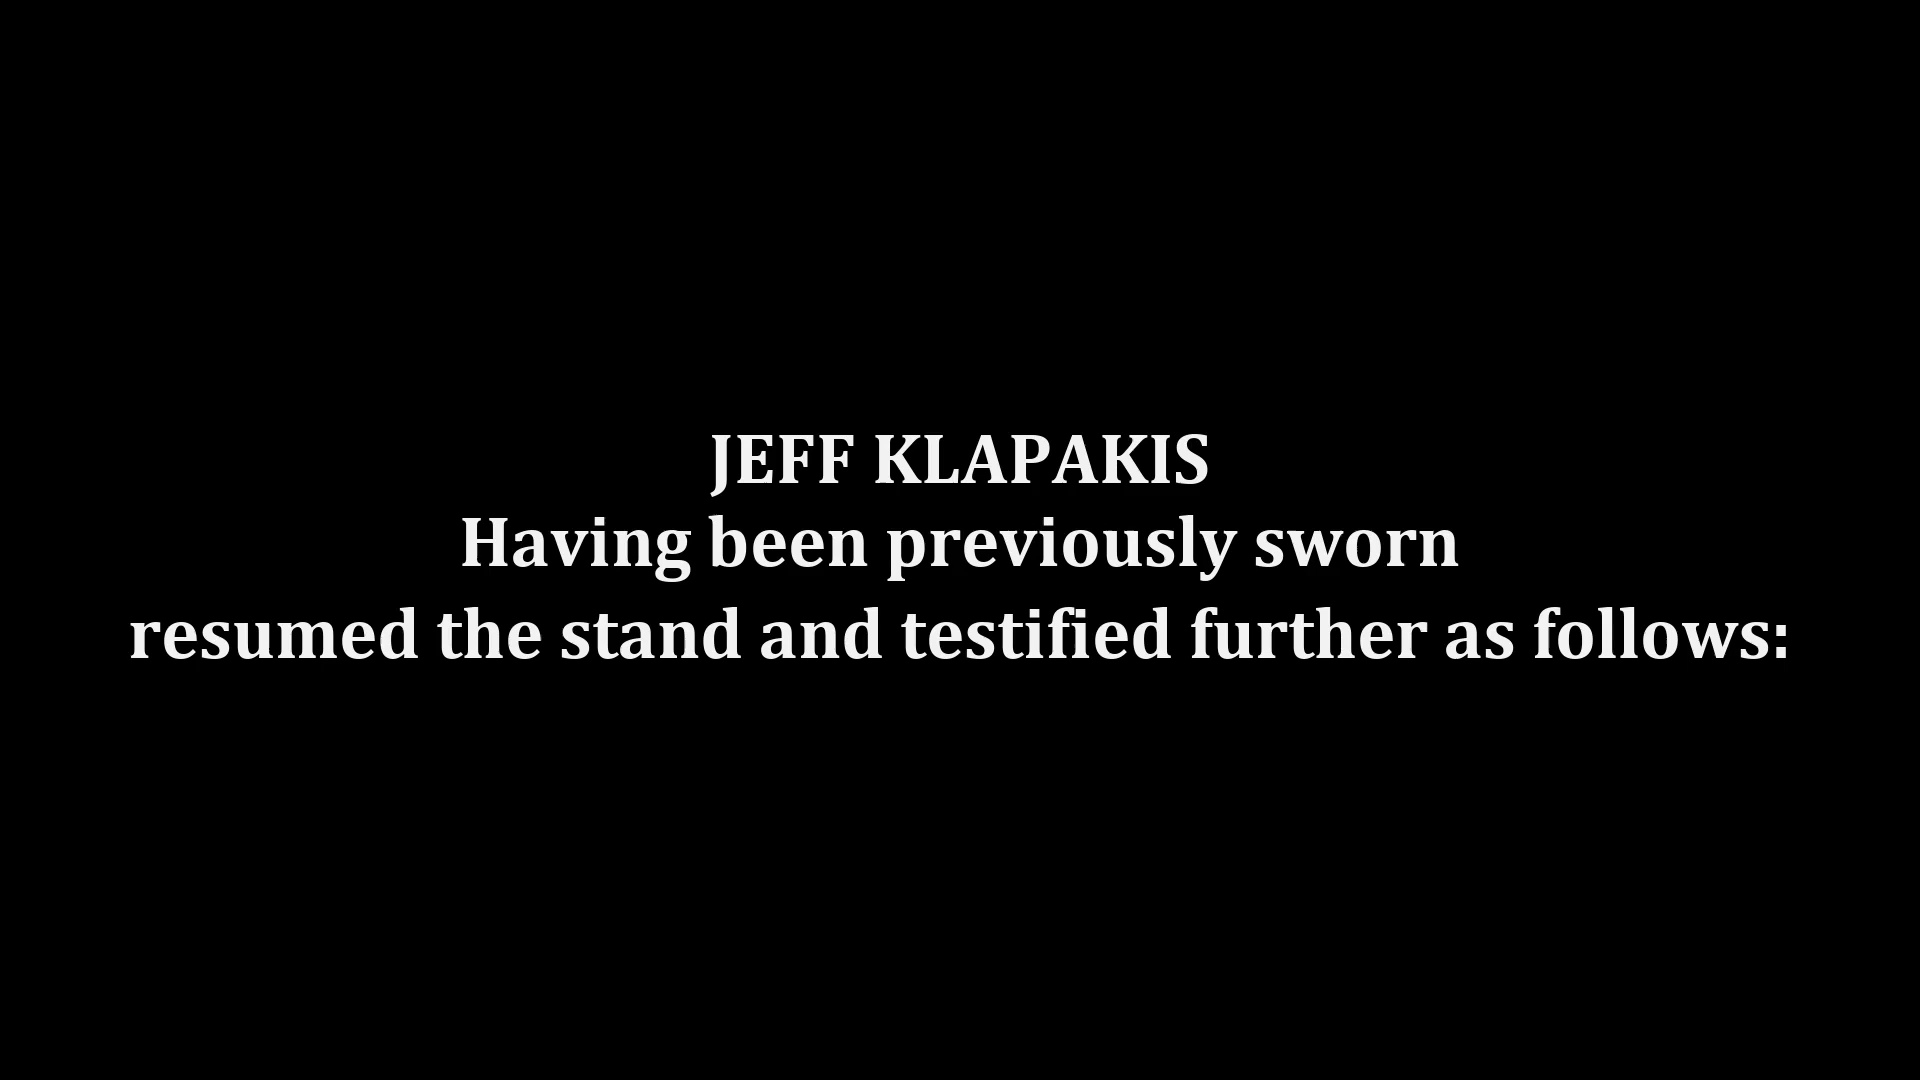 JEFF KLAPAKIS
Having been previously sworn
resumed the stand and testified further as follows: